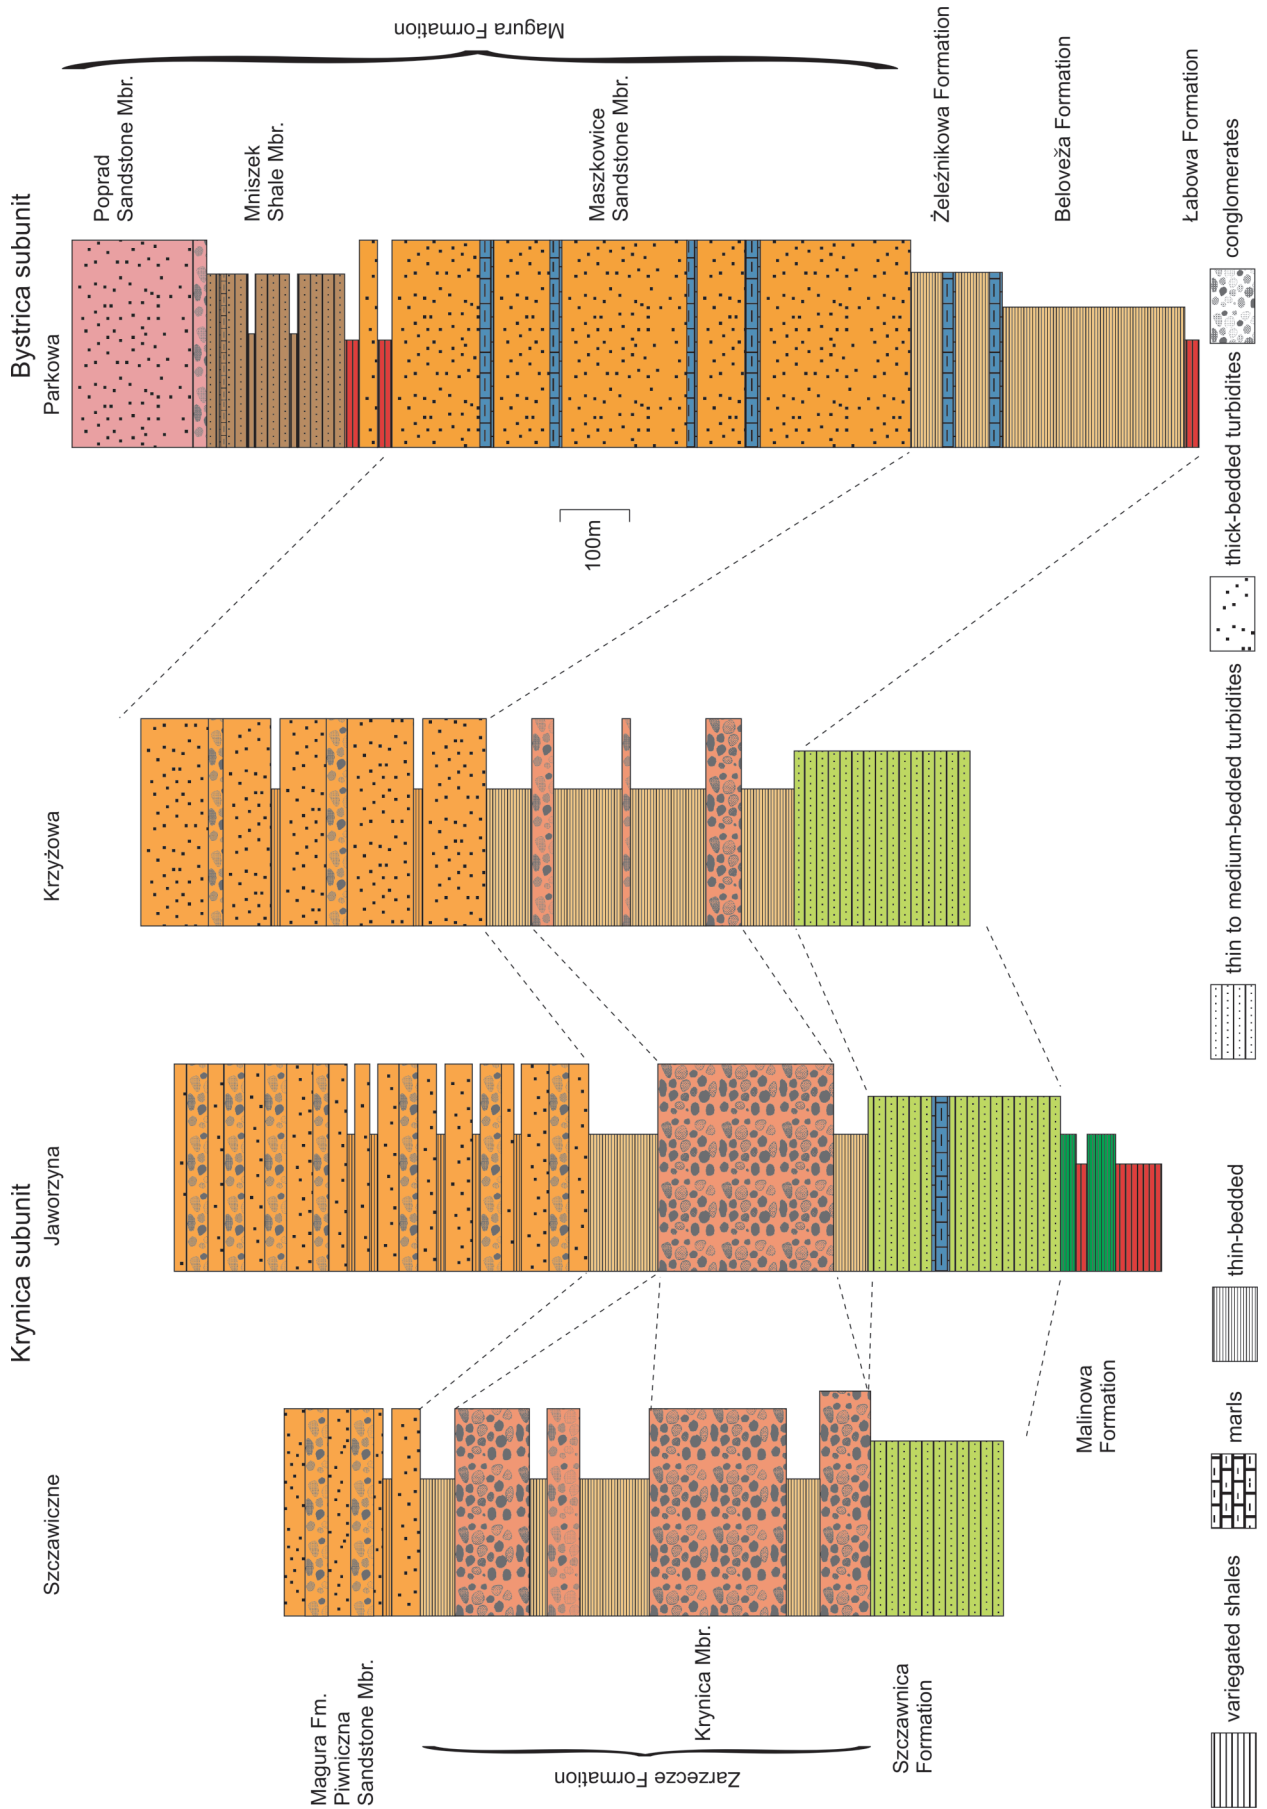 Krynica subunit
Bystrica subunit
Szczawiczne
Jaworzyna
Krzyżowa
Parkowa
Magura Fm.
Piwniczna
Sandstone Mbr.
Zarzecze Formation
Krynica Mbr.
Szczawnica
Formation
Malinowa
Formation
100m
Poprad
Sandstone Mbr.
Mniszek
Shale Mbr.
Maszkowice
Sandstone Mbr.
Magura Formation
Żeleźnikowa Formation
Beloveža Formation
Łabowa Formation
variegated shales
marls
thin-bedded
thin to medium-bedded turbidites
thick-bedded turbidites
conglomerates